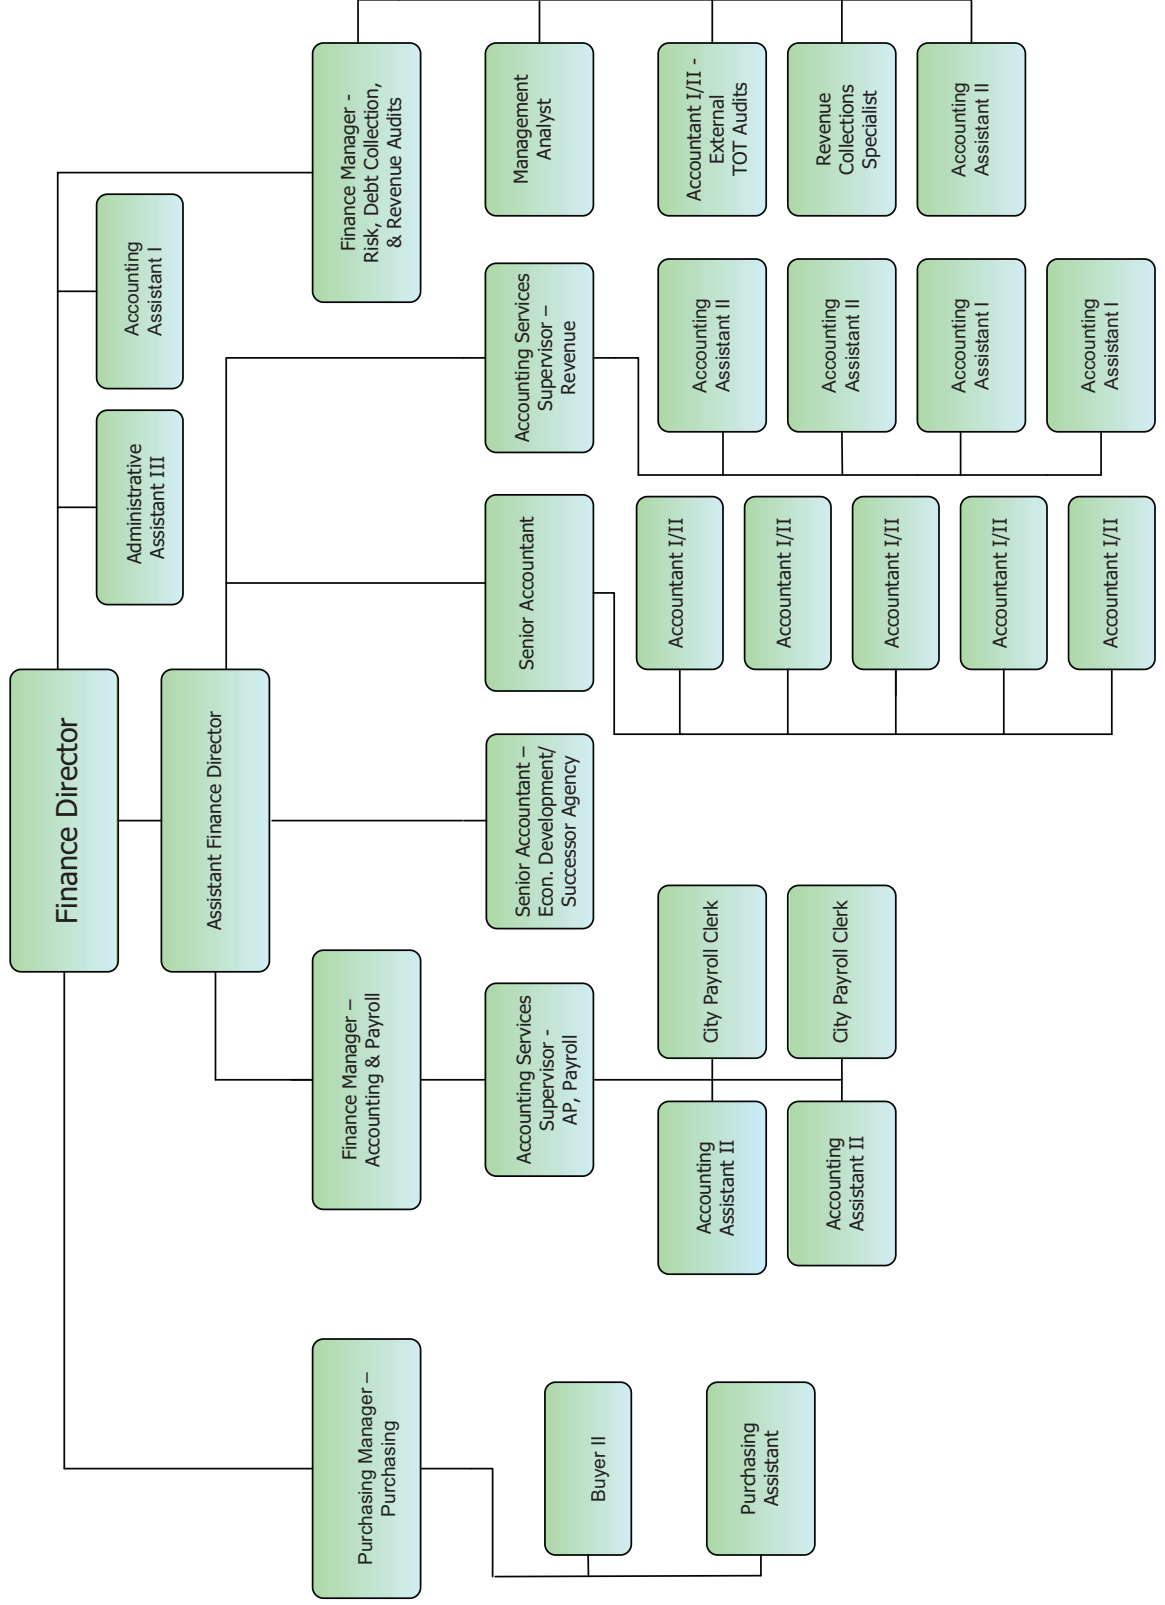 Finance Director
Administrative
Assistant III
Accounting
Assistant I
Assistant Finance Director
Purchasing Manager –
Purchasing
Finance Manager –
Accounting & Payroll
Finance Manager -
Risk, Debt Collection,
& Revenue Audits
Accounting Services
Supervisor -
AP, Payroll
Senior Accountant –
Econ. Development/
Successor Agency
Senior Accountant
Accounting Services
Supervisor –
Revenue
Management
Analyst
Buyer II
Purchasing
Assistant
Accounting
Assistant II
City Payroll Clerk
Accounting
Assistant II
City Payroll Clerk
Accountant I/II
Accountant I/II
Accountant I/II
Accountant I/II
Accountant I/II
Accounting
Assistant II
Accounting
Assistant II
Accounting
Assistant I
Accounting
Assistant I
Accountant I/II -
External
TOT Audits
Revenue
Collections
Specialist
Accounting
Assistant II